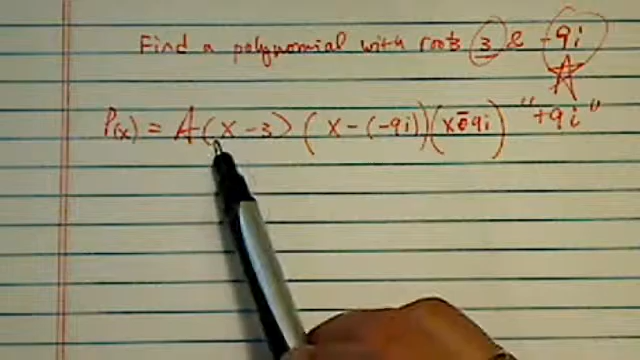 Find a polynomial with roots 3 & -9i
P(x) = A(x-3)(x-(-9i))(x-9i) "+9i"